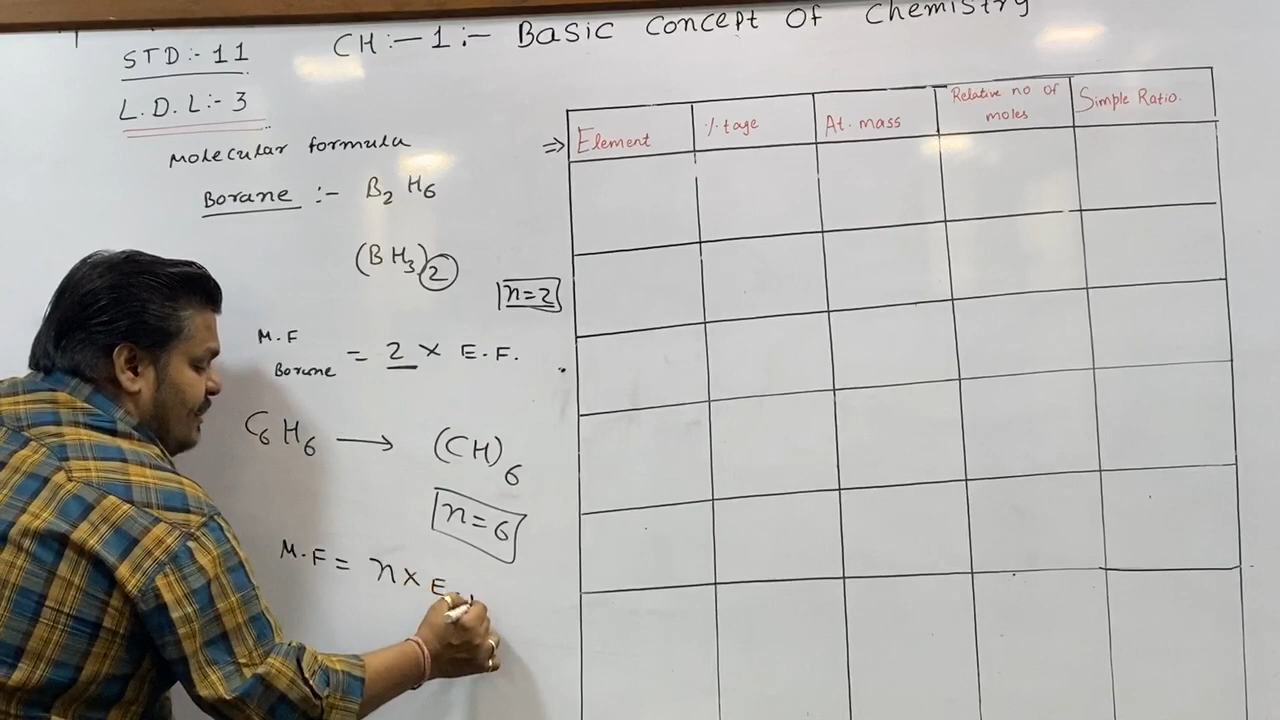 CH:-1:- Basic Concept Of Chemistry
STD:- 11
L.D.L:- 3
Molecular formula
Borane :- B2 H6
(BH3)2
n=2
M.F Borane = 2 × E.F.
C6 H6 → (CH)6
n=6
M.F = n × E
⇒ Element %tage At. mass Relative no of moles Simple Ratio.